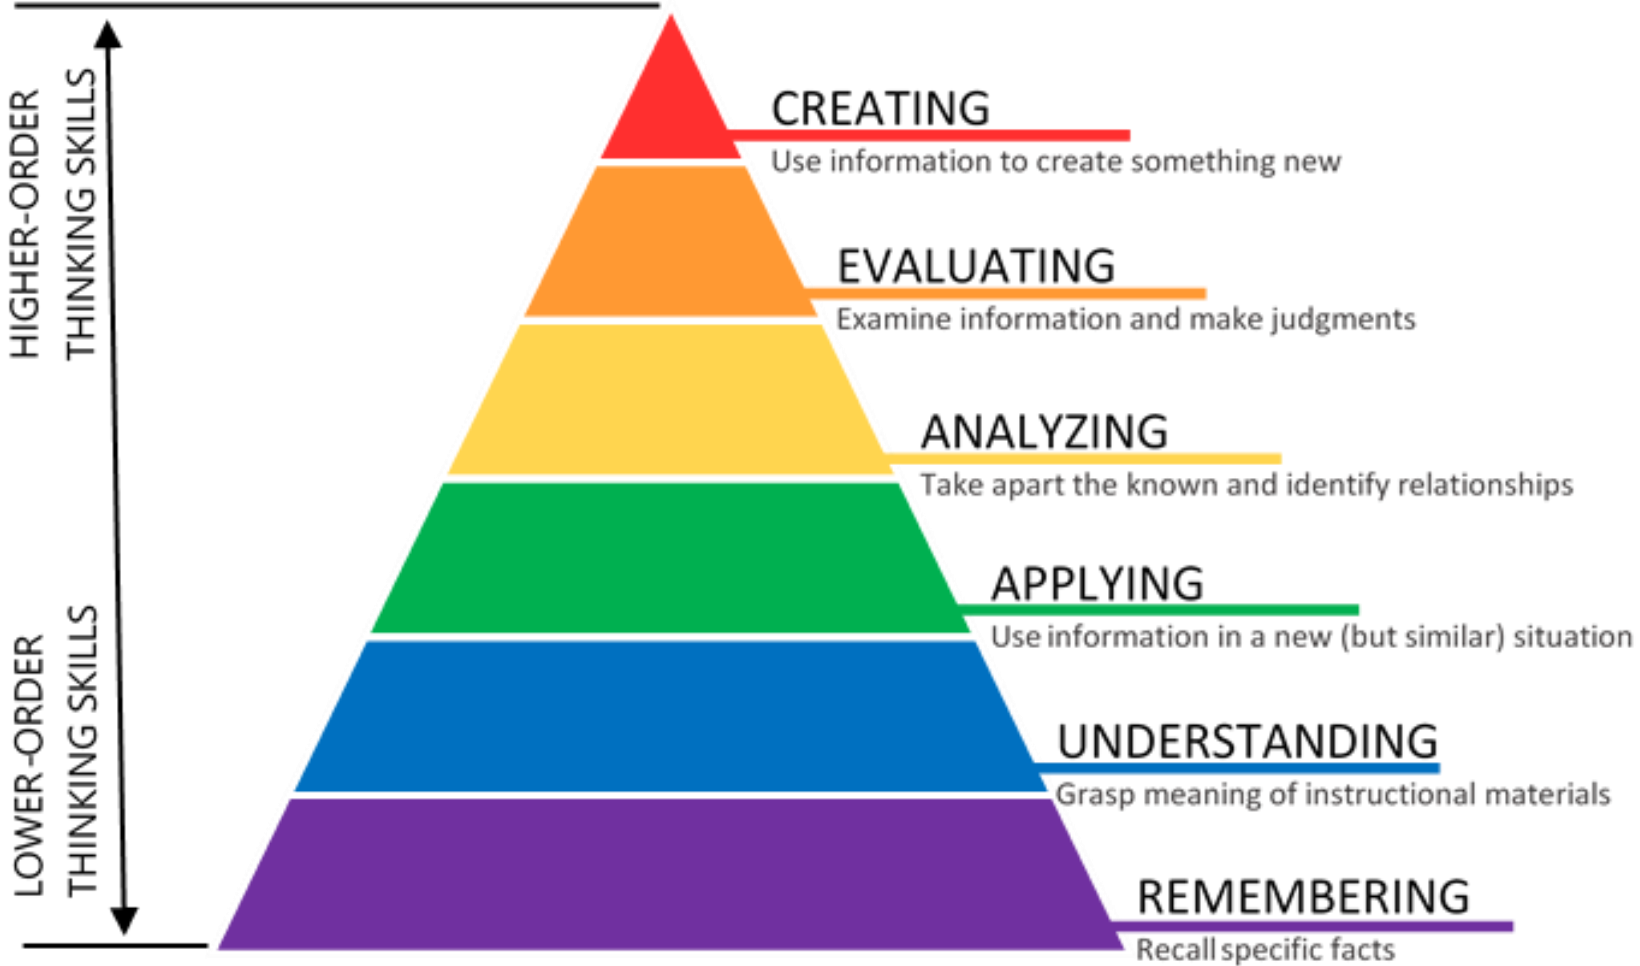 HIGHER-ORDER
THINKING SKILLS
LOWER-ORDER
THINKING SKILLS
CREATING
Use information to create something new
EVALUATING
Examine information and make judgments
ANALYZING
Take apart the known and identify relationships
APPLYING
Use information in a new (but similar) situation
UNDERSTANDING
Grasp meaning of instructional materials
REMEMBERING
Recall specific facts